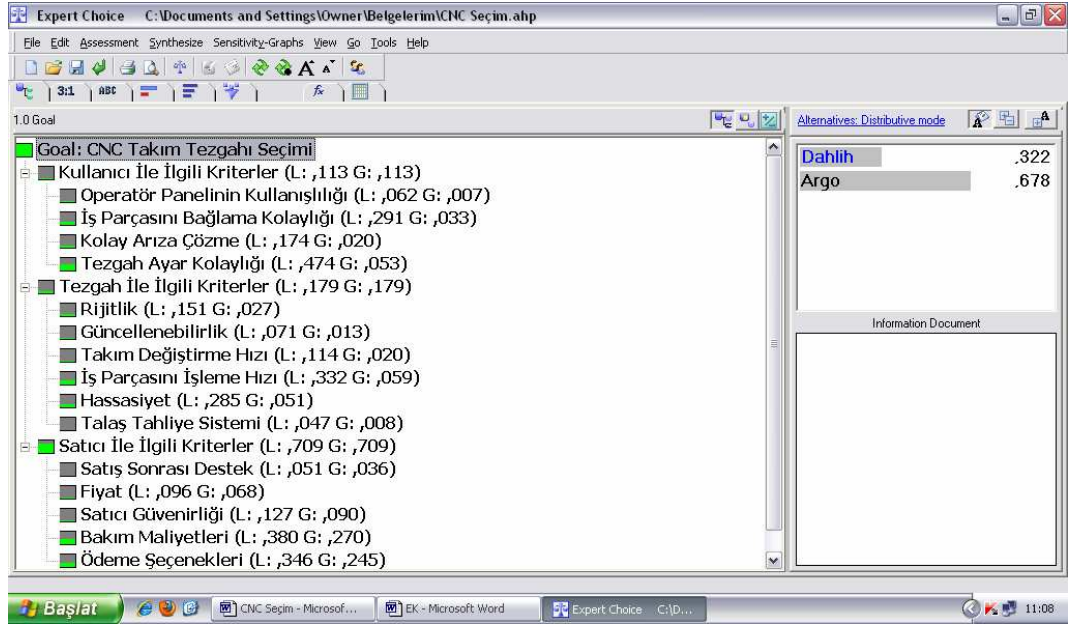 Expert Choice C:\Documents and Settings\Owner\Belgelerim\CNC Seçim.ahp
File Edit Assessment Synthesize Sensitivity-Graphs View Go Tools Help
A A
3:1 ABC fx
1.0 Goal
Alternatives: Distributive mode
A A
Goal: CNC Takım Tezgahı Seçimi
Kullanıcı İle İlgili Kriterler (L: ,113 G: ,113)
Operatör Panelinin Kullanışlılığı (L: ,062 G: ,007)
İş Parçasını Bağlama Kolaylığı (L: ,291 G: ,033)
Kolay Arıza Çözme (L: ,174 G: ,020)
Tezgah Ayar Kolaylığı (L: ,474 G: ,053)
Tezgah İle İlgili Kriterler (L: ,179 G: ,179)
Rijitlik (L: ,151 G: ,027)
Güncellenebilirlik (L: ,071 G: ,013)
Takım Değiştirme Hızı (L: ,114 G: ,020)
İş Parçasını İşleme Hızı (L: ,332 G: ,059)
Hassasiyet (L: ,285 G: ,051)
Talaş Tahliye Sistemi (L: ,047 G: ,008)
Satıcı İle İlgili Kriterler (L: ,709 G: ,709)
Satış Sonrası Destek (L: ,051 G: ,036)
Fiyat (L: ,096 G: ,068)
Satıcı Güvenirliği (L: ,127 G: ,090)
Bakım Maliyetleri (L: ,380 G: ,270)
Ödeme Seçenekleri (L: ,346 G: ,245)
Dahlih ,322
Argo ,678
Information Document
Başlat CNC Seçim - Microsof... EK - Microsoft Word Expert Choice C:\D... 11:08